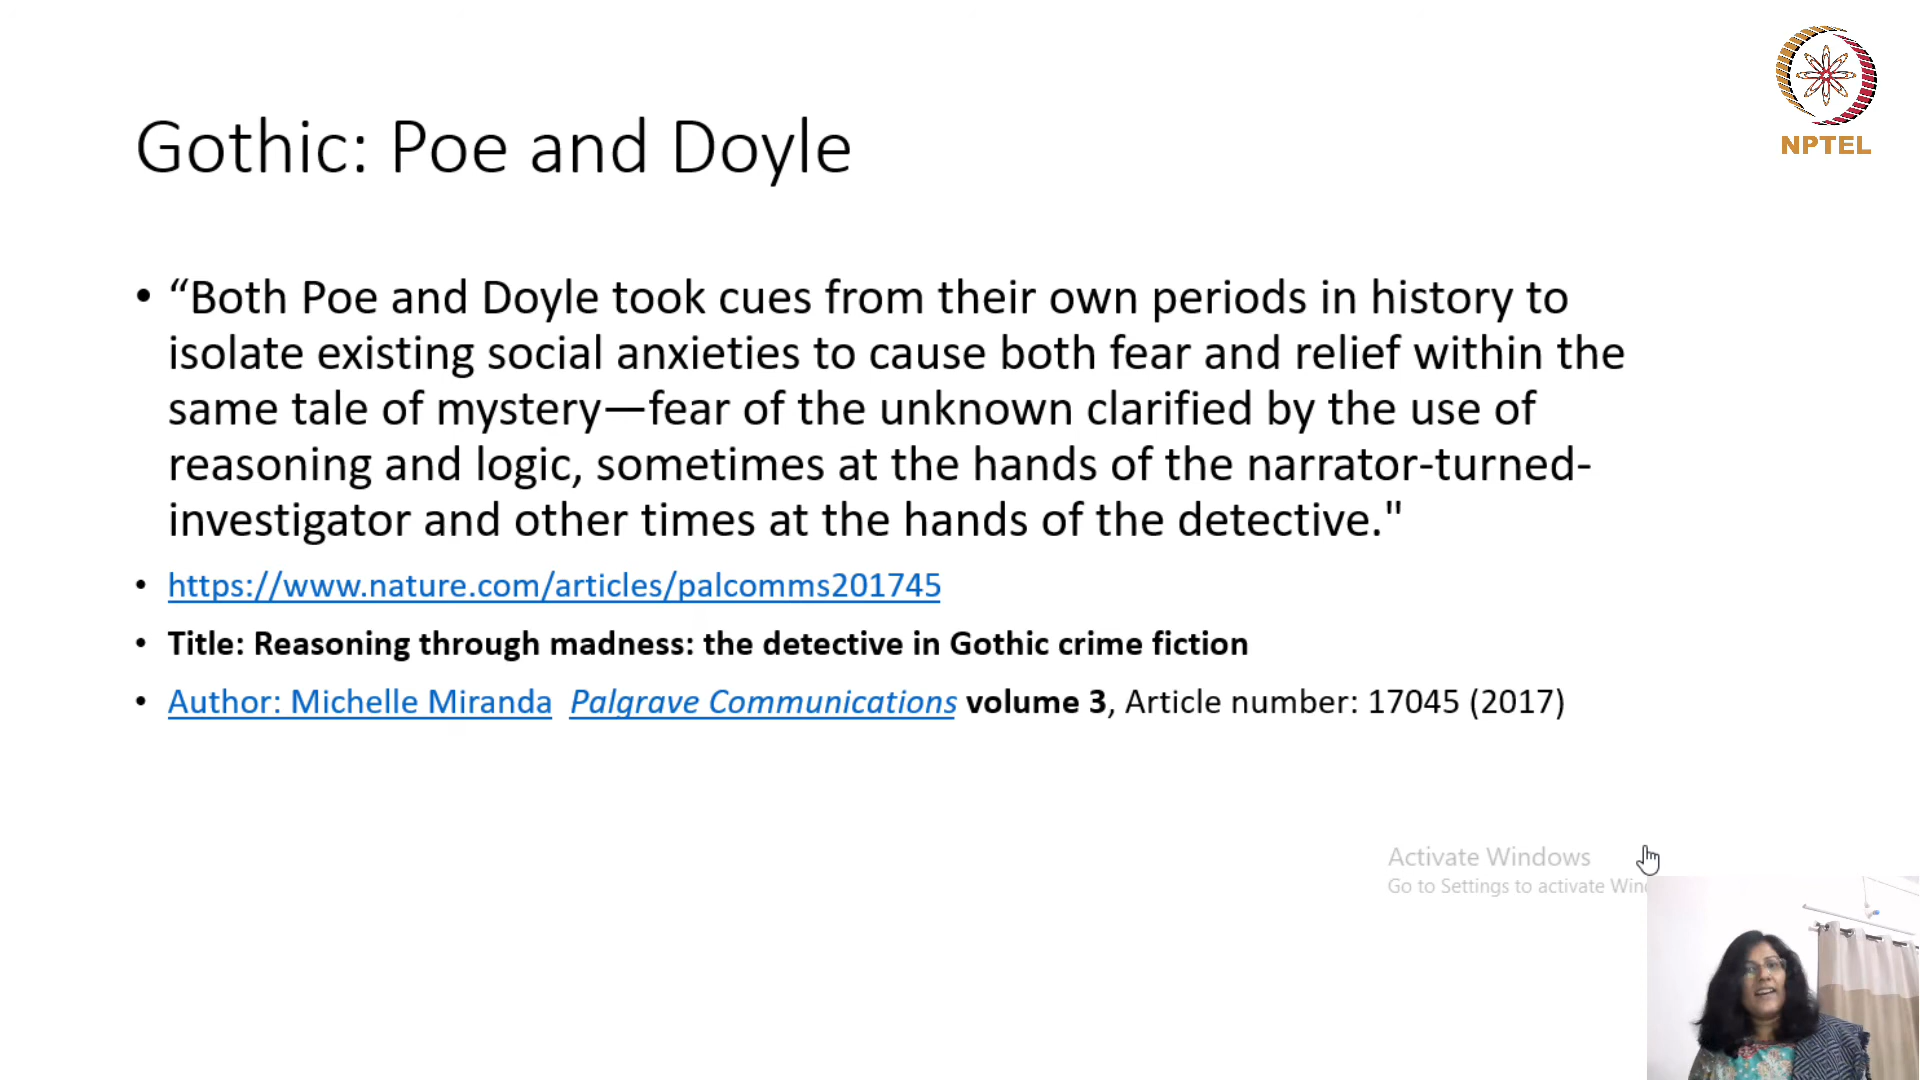 NPTEL
Gothic: Poe and Doyle
• “Both Poe and Doyle took cues from their own periods in history to
isolate existing social anxieties to cause both fear and relief within the
same tale of mystery—fear of the unknown clarified by the use of
reasoning and logic, sometimes at the hands of the narrator-turned-
investigator and other times at the hands of the detective."
• https://www.nature.com/articles/palcomms201745
• Title: Reasoning through madness: the detective in Gothic crime fiction
• Author: Michelle Miranda Palgrave Communications volume 3, Article number: 17045 (2017)
Activate Windows
Go to Settings to activate